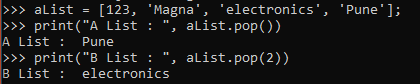 >>> aList = [123, 'Magna', 'electronics', 'Pune'];
>>> print("A List : ", aList.pop())
A List :  Pune
>>> print("B List : ", aList.pop(2))
B List :  electronics